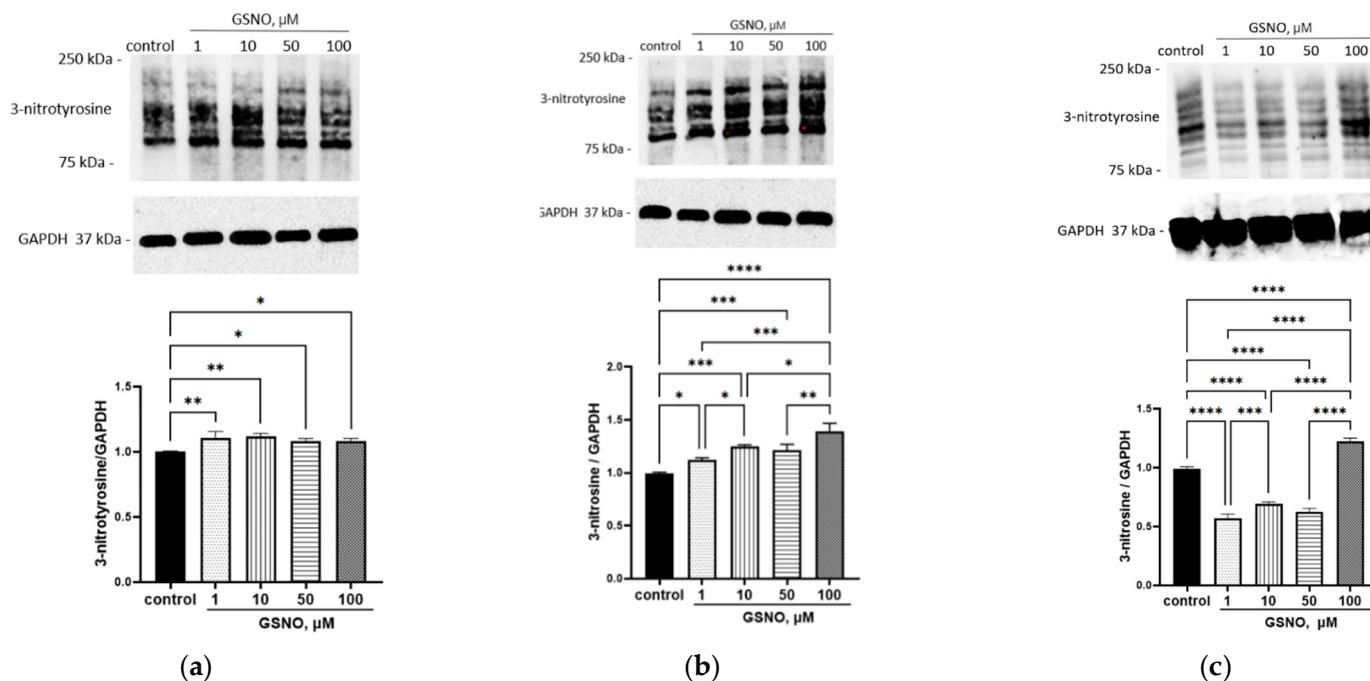 GSNO, µM
control 1 10 50 100
250 kDa -
3-nitrotyrosine
75 kDa -
GAPDH 37 kDa -
*
*
**
**
3-nitrotyrosine/GAPDH
1.5
1.0
0.5
0.0
control 1 10 50 100
GSNO, µM
(a)
GSNO, µM
control 1 10 50 100
250 kDa -
3-nitrotyrosine
75 kDa -
GAPDH 37 kDa -
****
***
***
*** *
* * **
3-nitrosine / GAPDH
2.0
1.5
1.0
0.5
0.0
control 1 10 50 100
GSNO, µM
(b)
GSNO, µM
control 1 10 50 100
250 kDa -
3-nitrotyrosine
75 kDa -
GAPDH 37 kDa -
****
****
****
**** ****
**** *** ****
3-nitrosine / GAPDH
1.5
1.0
0.5
0.0
control 1 10 50 100
GSNO, µM
(c)